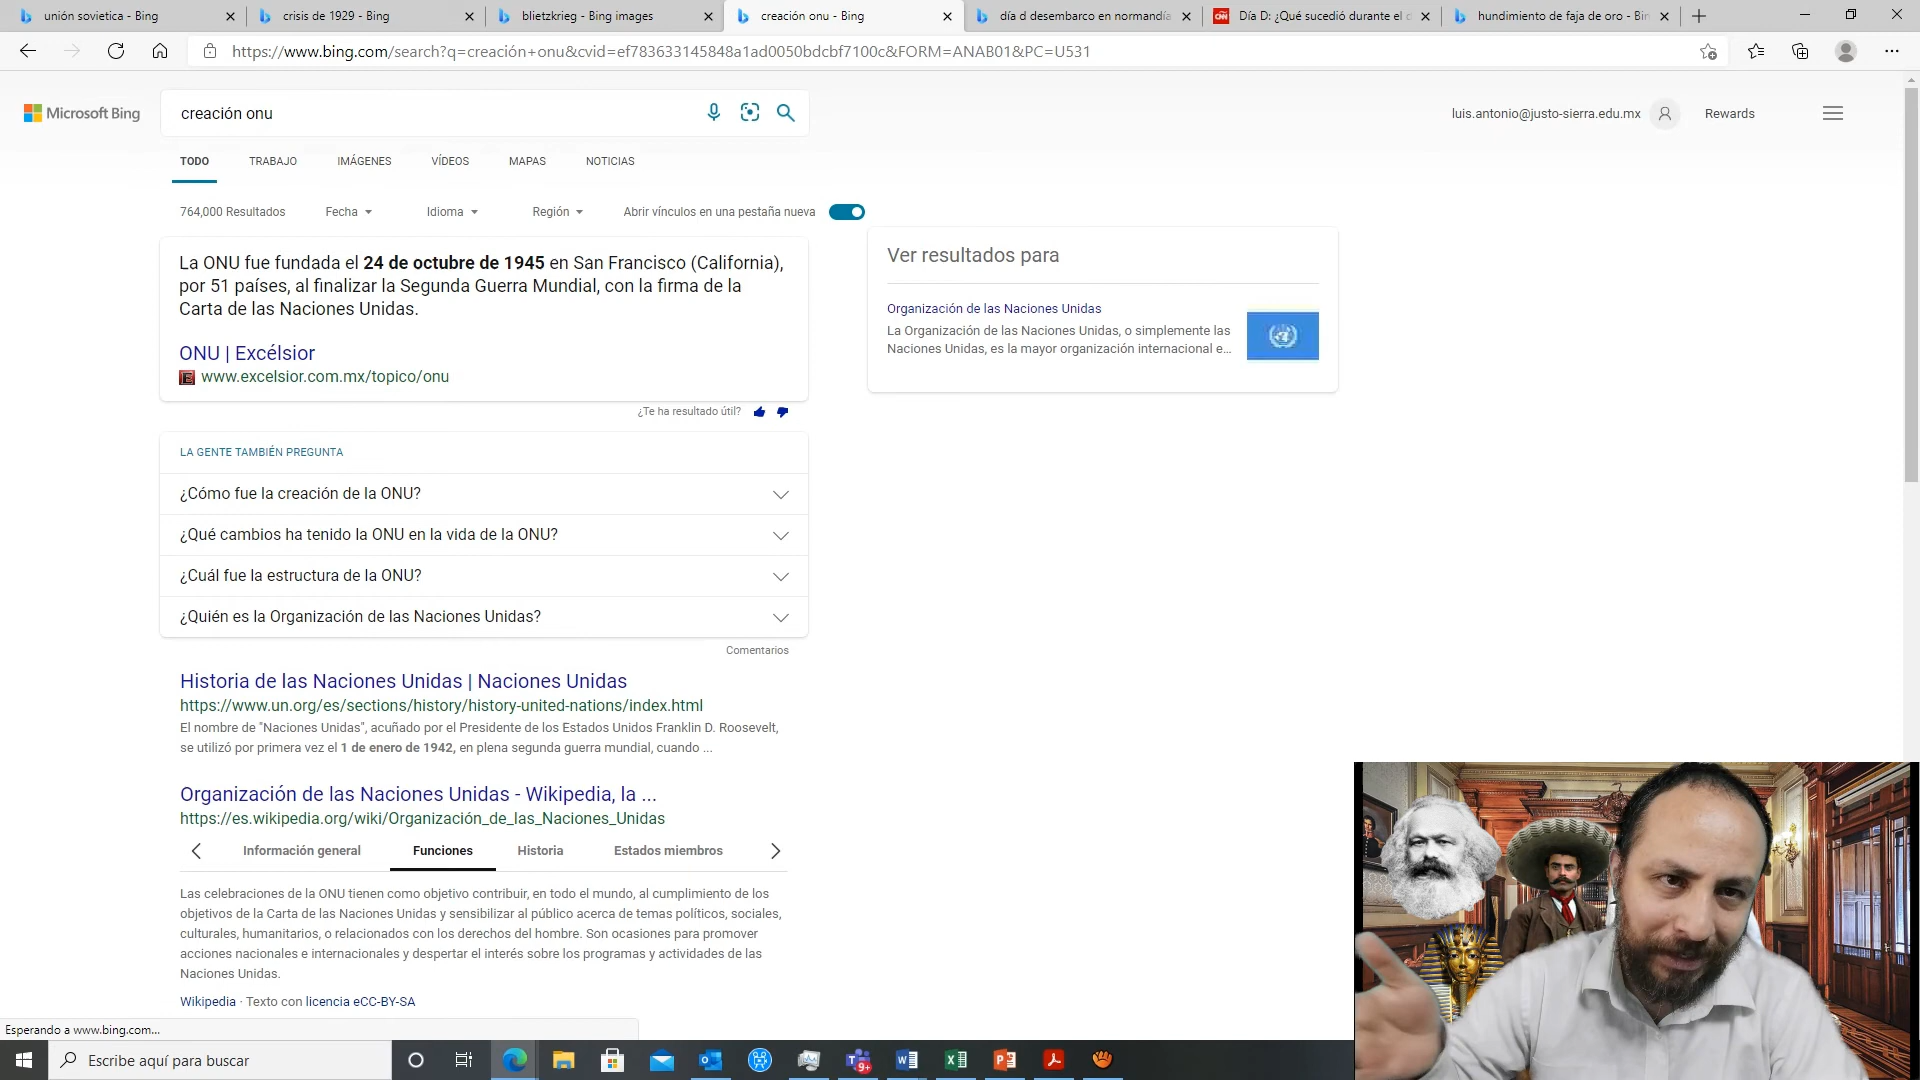 unión sovietica - Bing
crisis de 1929 - Bing
blietzkrieg - Bing images
creación onu - Bing
día d desembarco en normandía
CNN
Día D: ¿Qué sucedió durante el d
hundimiento de faja de oro - Bin
https://www.bing.com/search?q=creación+onu&cvid=ef783633145848a1ad0050bdcbf7100c&FORM=ANAB01&PC=U531
Microsoft Bing
creación onu
luis.antonio@justo-sierra.edu.mx
Rewards
TODO
TRABAJO
IMÁGENES
VÍDEOS
MAPAS
NOTICIAS
764,000 Resultados
Fecha
Idioma
Región
Abrir vínculos en una pestaña nueva
La ONU fue fundada el 24 de octubre de 1945 en San Francisco (California),
por 51 países, al finalizar la Segunda Guerra Mundial, con la firma de la
Carta de las Naciones Unidas.
ONU | Excélsior
E
www.excelsior.com.mx/topico/onu
¿Te ha resultado útil?
Ver resultados para
Organización de las Naciones Unidas
La Organización de las Naciones Unidas, o simplemente las
Naciones Unidas, es la mayor organización internacional e...
LA GENTE TAMBIÉN PREGUNTA
¿Cómo fue la creación de la ONU?
¿Qué cambios ha tenido la ONU en la vida de la ONU?
¿Cuál fue la estructura de la ONU?
¿Quién es la Organización de las Naciones Unidas?
Comentarios
Historia de las Naciones Unidas | Naciones Unidas
https://www.un.org/es/sections/history/history-united-nations/index.html
El nombre de "Naciones Unidas", acuñado por el Presidente de los Estados Unidos Franklin D. Roosevelt,
se utilizó por primera vez el 1 de enero de 1942, en plena segunda guerra mundial, cuando ...
Organización de las Naciones Unidas - Wikipedia, la ...
https://es.wikipedia.org/wiki/Organización_de_las_Naciones_Unidas
Información general
Funciones
Historia
Estados miembros
Las celebraciones de la ONU tienen como objetivo contribuir, en todo el mundo, al cumplimiento de los
objetivos de la Carta de las Naciones Unidas y sensibilizar al público acerca de temas políticos, sociales,
culturales, humanitarios, o relacionados con los derechos del hombre. Son ocasiones para promover
acciones nacionales e internacionales y despertar el interés sobre los programas y actividades de las
Naciones Unidas.
Wikipedia · Texto con licencia eCC-BY-SA
Esperando a www.bing.com...
Escribe aquí para buscar
9+